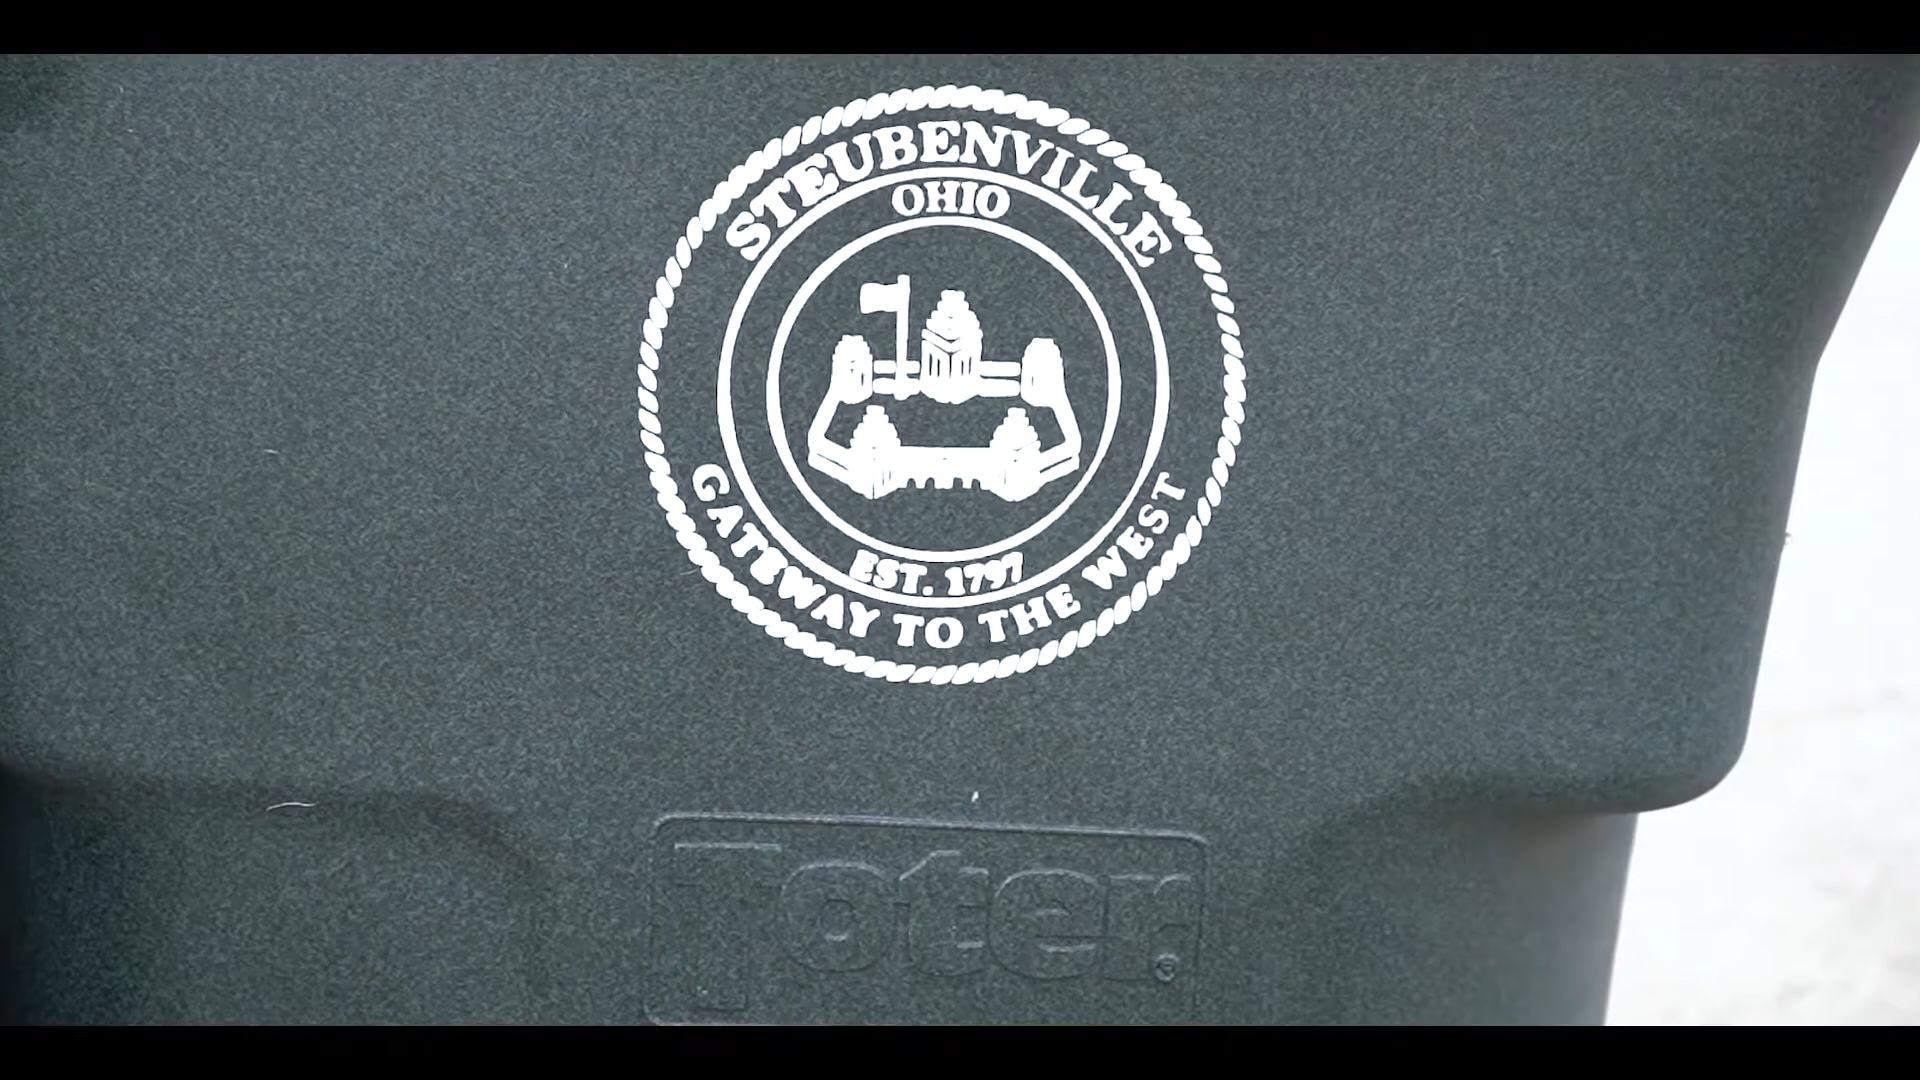 STEUBENVILLE
OHIO
EST. 1797
GATEWAY TO THE WEST
Toter®